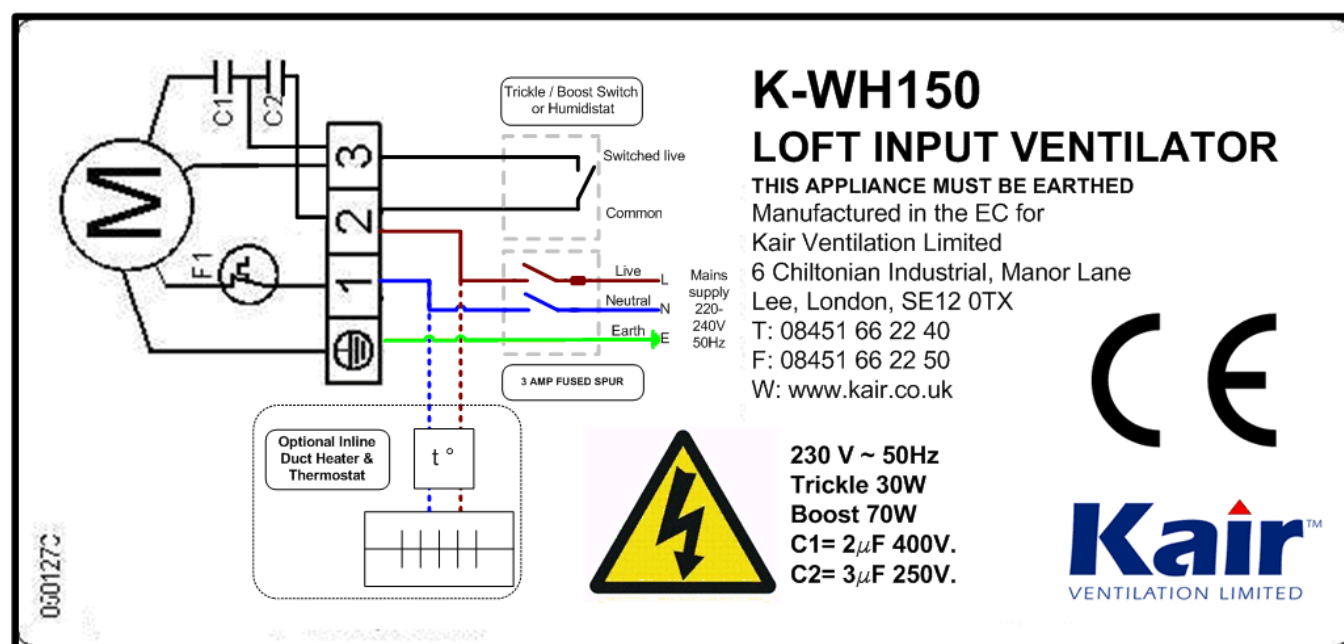 C1
C2
M
F1
3
2
1
Trickle / Boost Switch
or Humidistat
Switched live
Common
Live
Neutral
Earth
L
N
E
Mains
supply
220-
240V
50Hz
3 AMP FUSED SPUR
Optional Inline
Duct Heater &
Thermostat
t °
K-WH150
LOFT INPUT VENTILATOR
THIS APPLIANCE MUST BE EARTHED
Manufactured in the EC for
Kair Ventilation Limited
6 Chiltonian Industrial, Manor Lane
Lee, London, SE12 0TX
T: 08451 66 22 40
F: 08451 66 22 50
W: www.kair.co.uk
CE
230 V ~ 50Hz
Trickle 30W
Boost 70W
C1= 2µF 400V.
C2= 3µF 250V.
Kair™
VENTILATION LIMITED